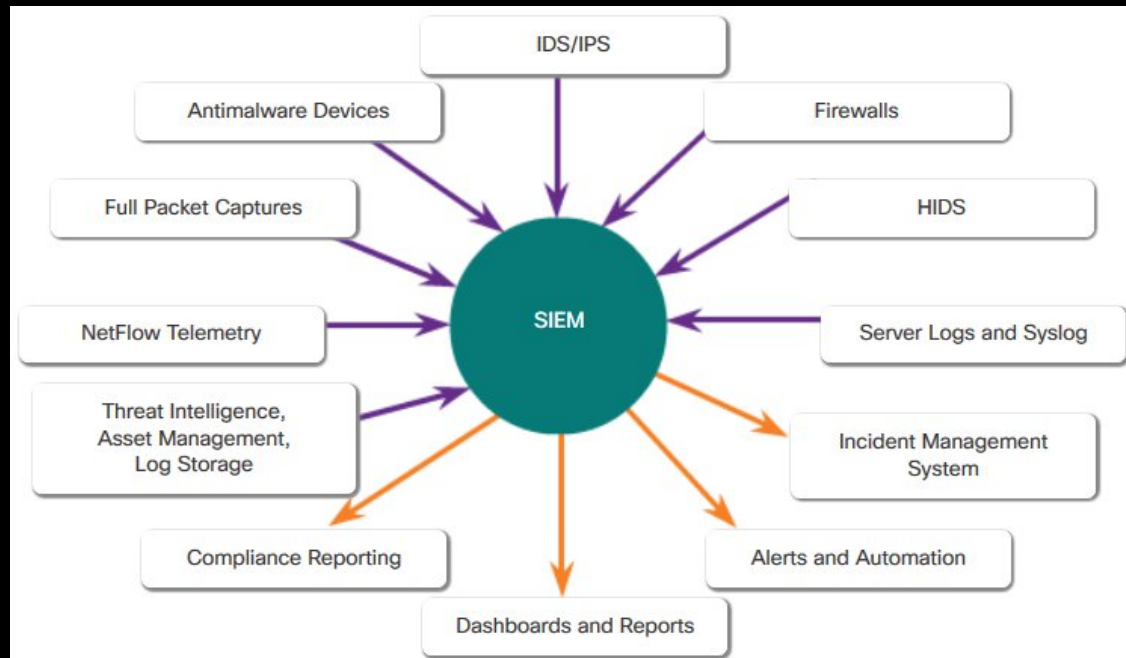 IDS/IPS
Antimalware Devices
Firewalls
Full Packet Captures
HIDS
SIEM
NetFlow Telemetry
Server Logs and Syslog
Threat Intelligence,
Asset Management,
Log Storage
Incident Management
System
Compliance Reporting
Alerts and Automation
Dashboards and Reports